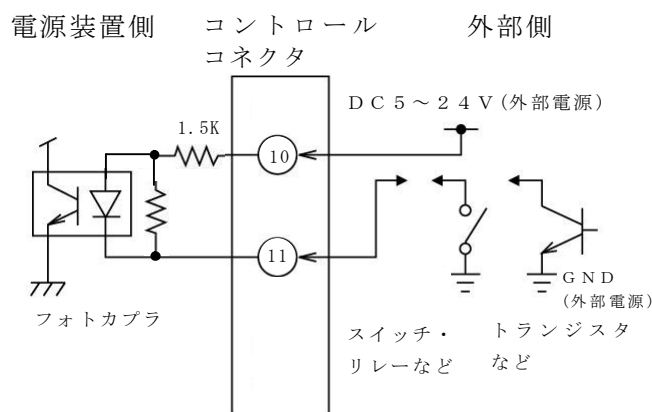 電源装置側
コントロール
コネクタ
外部側
DC5～24V(外部電源)
1.5K
10
11
GND
(外部電源)
フォトカプラ
スイッチ・
リレーなど
トランジスタ
など